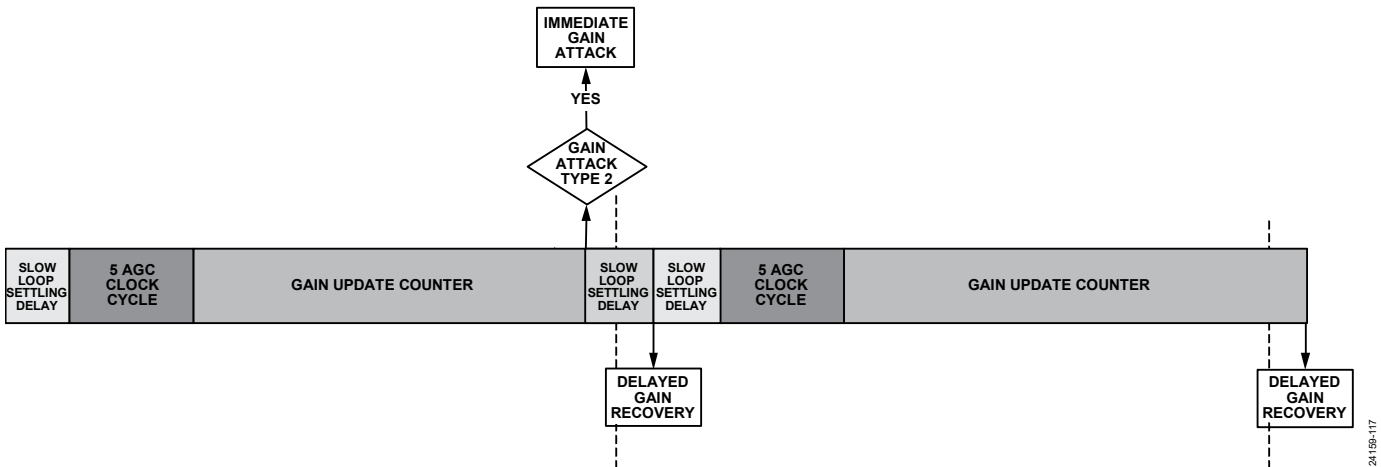 IMMEDIATE
GAIN
ATTACK
YES
GAIN
ATTACK
TYPE 2
SLOW
LOOP
SETTLING
DELAY
5 AGC
CLOCK
CYCLE
GAIN UPDATE COUNTER
SLOW
LOOP
SETTLING
DELAY
SLOW
LOOP
SETTLING
DELAY
5 AGC
CLOCK
CYCLE
GAIN UPDATE COUNTER
DELAYED
GAIN
RECOVERY
DELAYED
GAIN
RECOVERY
24159-117